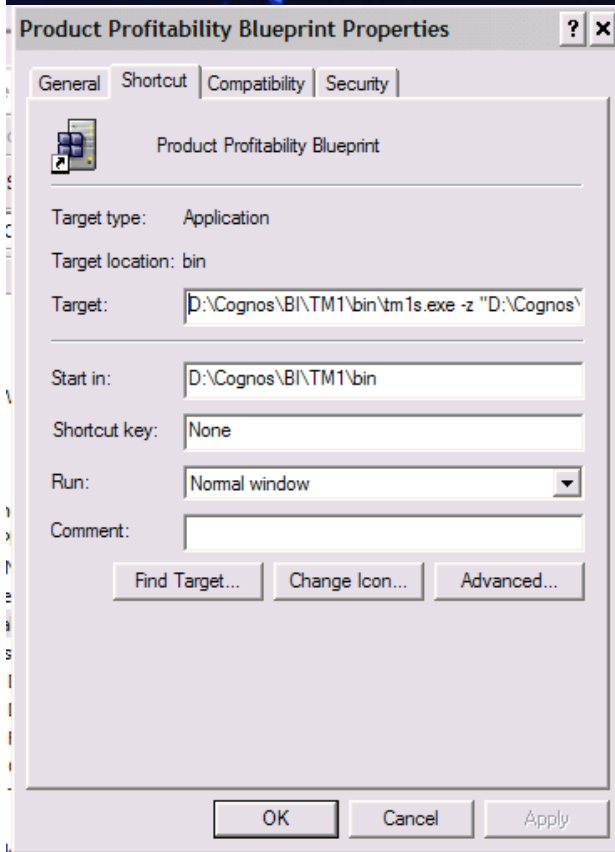 Product Profitability Blueprint Properties
General Shortcut Compatibility Security
Product Profitability Blueprint
Target type: Application
Target location: bin
Target: D:\Cognos\BI\TM1\bin\tm1s.exe -z "D:\Cognos\
Start in: D:\Cognos\BI\TM1\bin
Shortcut key: None
Run: Normal window
Comment:
Find Target... Change Icon... Advanced...
OK Cancel Apply